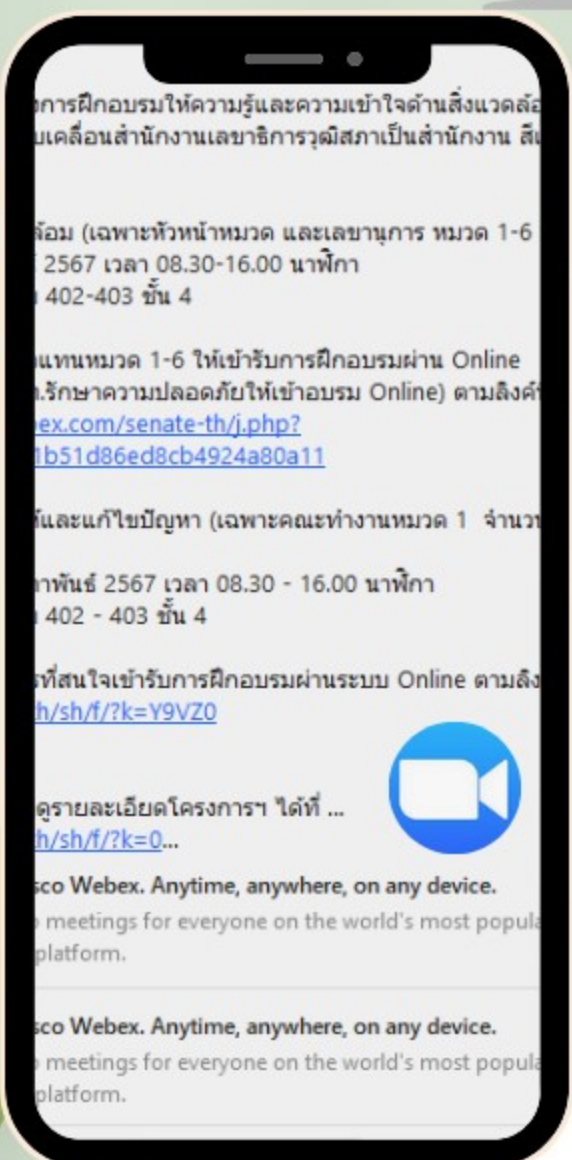 การฝึกอบรมให้ความรู้และความเข้าใจด้านสิ่งแวดล้อ
เคลื่อนสำนักงานเลขาธิการวุฒิสภาเป็นสำนักงาน สี
ล้อม (เฉพาะหัวหน้าหมวด และเลขานุการ หมวด 1-6
2567 เวลา 08.30-16.00 นาฬิกา
402-403 ชั้น 4
แทนหมวด 1-6 ให้เข้ารับการฝึกอบรมผ่าน Online
รักษาความปลอดภัยให้เข้าอบรม Online) ตามลิงค์
ex.com/senate-th/j.php?
1b51d86ed8cb4924a80a11
และแก้ไขปัญหา (เฉพาะคณะทำงานหมวด 1 จำนว
าพันธ์ 2567 เวลา 08.30 - 16.00 นาฬิกา
402 - 403 ชั้น 4
ที่สนใจเข้ารับการฝึกอบรมผ่านระบบ Online ตามลิง
h/sh/f/?k=Y9VZ0
ดูรายละเอียดโครงการฯ ได้ที่ ...
h/sh/f/?k=0...
sco Webex. Anytime, anywhere, on any device.
meetings for everyone on the world's most popula
platform.
sco Webex. Anytime, anywhere, on any device.
meetings for everyone on the world's most popula
platform.